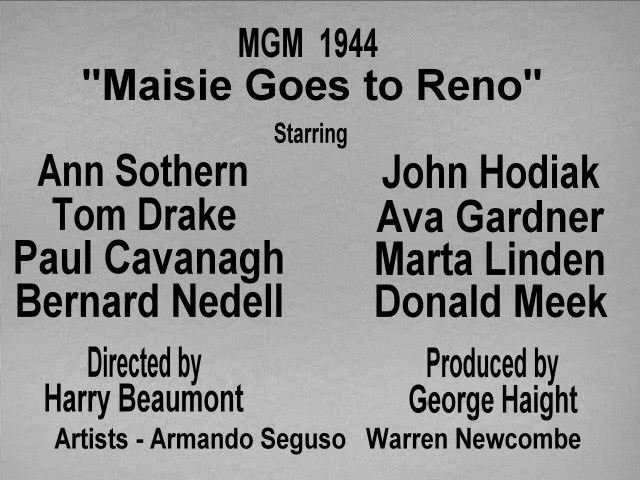 MGM 1944
"Maisie Goes to Reno"
Starring
Ann Sothern John Hodiak
Tom Drake Ava Gardner
Paul Cavanagh Marta Linden
Bernard Nedell Donald Meek
Directed by Produced by
Harry Beaumont George Haight
Artists - Armando Seguso Warren Newcombe